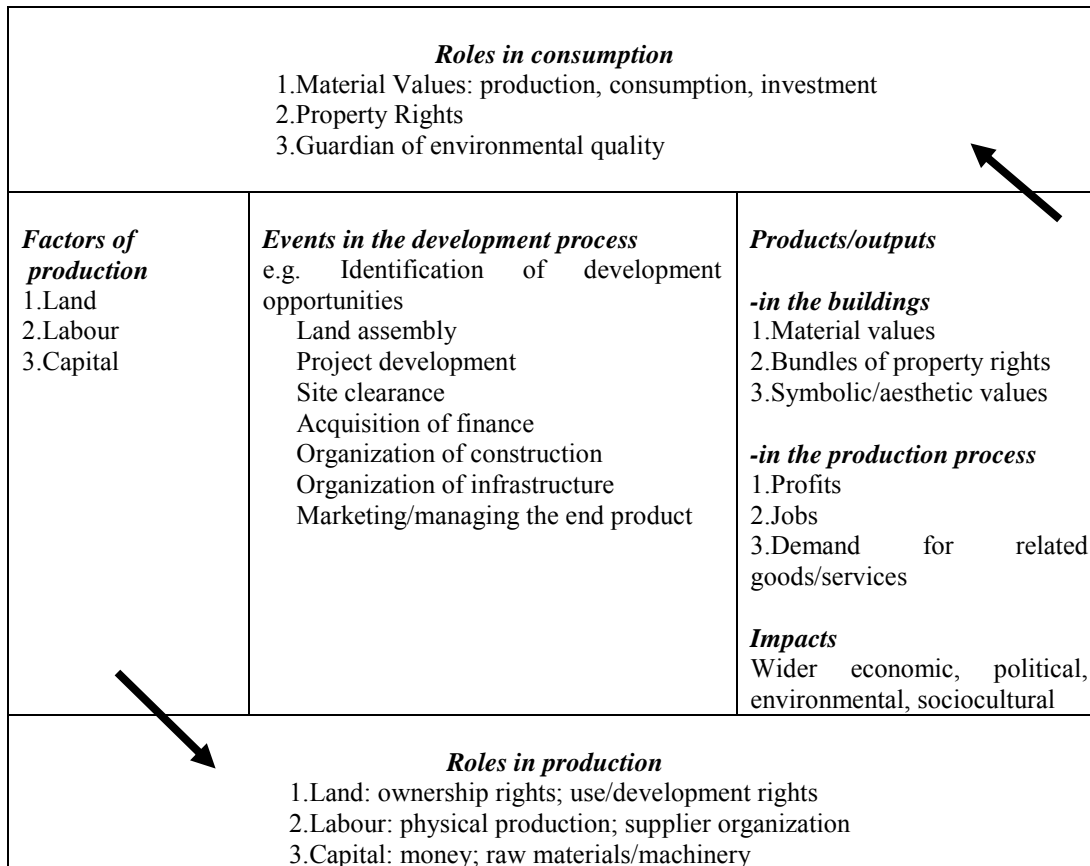 Roles in consumption
1.Material Values: production, consumption, investment
2.Property Rights
3.Guardian of environmental quality
Factors of
production
1.Land
2.Labour
3.Capital
Events in the development process
e.g. Identification of development
opportunities
Land assembly
Project development
Site clearance
Acquisition of finance
Organization of construction
Organization of infrastructure
Marketing/managing the end product
Products/outputs
-in the buildings
1.Material values
2.Bundles of property rights
3.Symbolic/aesthetic values
-in the production process
1.Profits
2.Jobs
3.Demand for related
goods/services
Impacts
Wider economic, political,
environmental, sociocultural
Roles in production
1.Land: ownership rights; use/development rights
2.Labour: physical production; supplier organization
3.Capital: money; raw materials/machinery